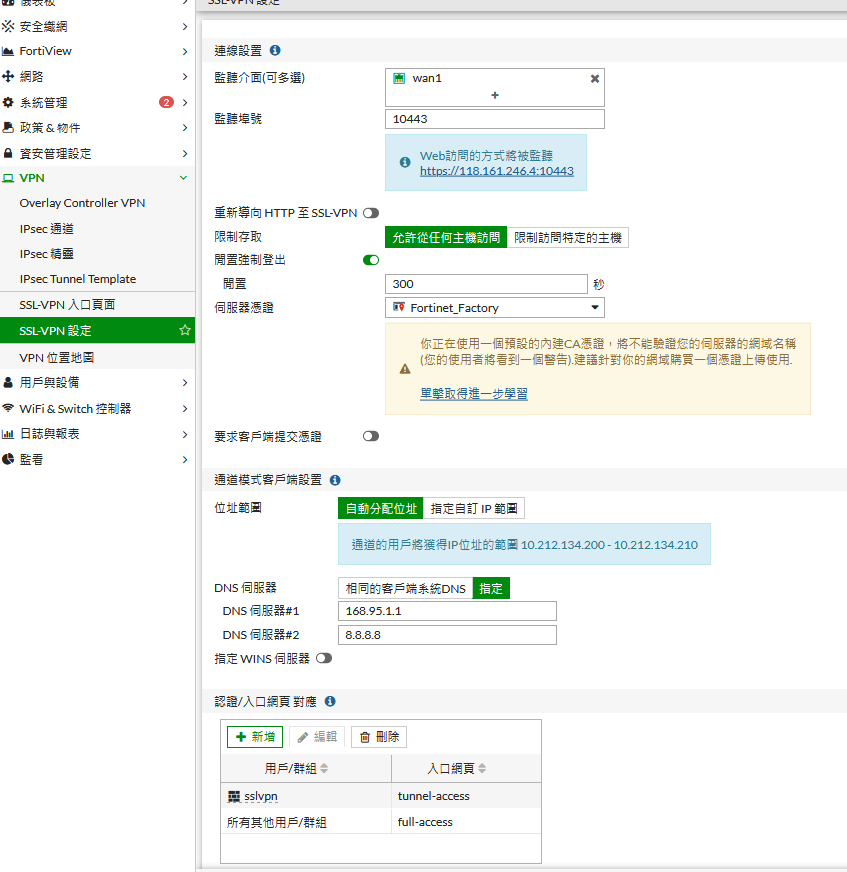 儀表板
SSL-VPN 設定
安全織網
FortiView
網路
系統管理 2
政策 & 物件
資安管理設定
VPN
Overlay Controller VPN
IPsec 通道
IPsec 精靈
IPsec Tunnel Template
SSL-VPN 入口頁面
SSL-VPN 設定
VPN 位置地圖
用戶與設備
WiFi & Switch 控制器
日誌與報表
監看
連線設置
監聽介面(可多選)
wan1
+
監聽埠號
10443
Web訪問的方式將被監聽
https://118.161.246.4:10443
重新導向 HTTP 至 SSL-VPN
限制存取
允許從任何主機訪問 限制訪問特定的主機
閒置強制登出
閒置
300 秒
伺服器憑證
Fortinet_Factory
你正在使用一個預設的內建CA憑證，將不能驗證您的伺服器的網域名稱
(您的使用者將看到一個警告).建議針對你的網域購買一個憑證上傳使用.
單擊取得進一步學習
要求客戶端提交憑證
通道模式客戶端設置
位址範圍
自動分配位址 指定自訂 IP 範圍
通道的用戶將獲得IP位址的範圍 10.212.134.200 - 10.212.134.210
DNS 伺服器
相同的客戶端系統DNS 指定
DNS 伺服器#1
168.95.1.1
DNS 伺服器#2
8.8.8.8
指定 WINS 伺服器
認證/入口網頁 對應
+ 新增 編輯 刪除
用戶/群組 入口網頁
sslvpn tunnel-access
所有其他用戶/群組 full-access